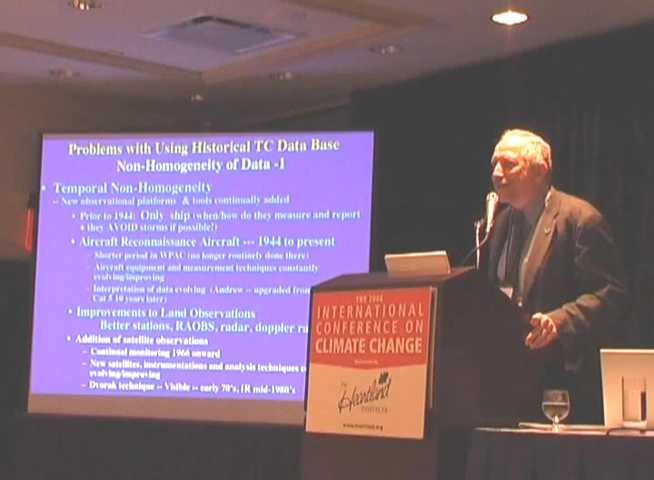 Problems with Using Historical TC Data Base
Non-Homogeneity of Data -1
• Temporal Non-Homogeneity
– New observational platforms & tools continually added
• Prior to 1944: Only ship (when/how do they measure and report
+ they AVOID storms if possible!)
• Aircraft Reconnaissance Aircraft --- 1944 to present
– Shorter period in WPAC (no longer routinely done there)
Aircraft equipment and measurement techniques constantly
evolving/improving
– Interpretation of data evolving (Andrew -- upgraded from
Cat 5 10 years later)
• Improvements to Land Observations
Better stations, RAOBS, radar, doppler
• Addition of satellite observations
– Continual monitoring 1966 onward
– New satellites, instrumentations and analysis techniques
evolving/improving
– Dvorak technique -- Visible -- early 70's, IR mid-1980's
THE 2008
INTERNATIONAL
CONFERENCE ON
CLIMATE CHANGE
Sponsored by
The
Heartland
INSTITUTE
www.heartland.org